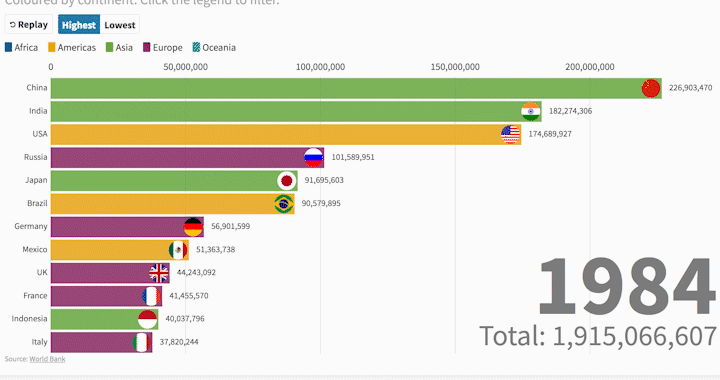 Coloured by continent. Click the legend to filter.
Replay Highest Lowest
Africa Americas Asia Europe Oceania
0 50,000,000 100,000,000 150,000,000 200,000,000
China 226,903,470
India 182,274,306
USA 174,689,927
Russia 101,589,951
Japan 91,695,603
Brazil 90,579,895
Germany 56,901,599
Mexico 51,363,738
UK 44,243,092
France 41,455,570
Indonesia 40,037,796
Italy 37,820,244
1984
Total: 1,915,066,607
Source: World Bank